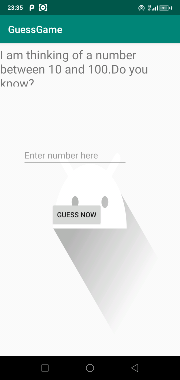 23:35
GuessGame
I am thinking of a number
between 10 and 100.Do you
know?
Enter number here
GUESS NOW